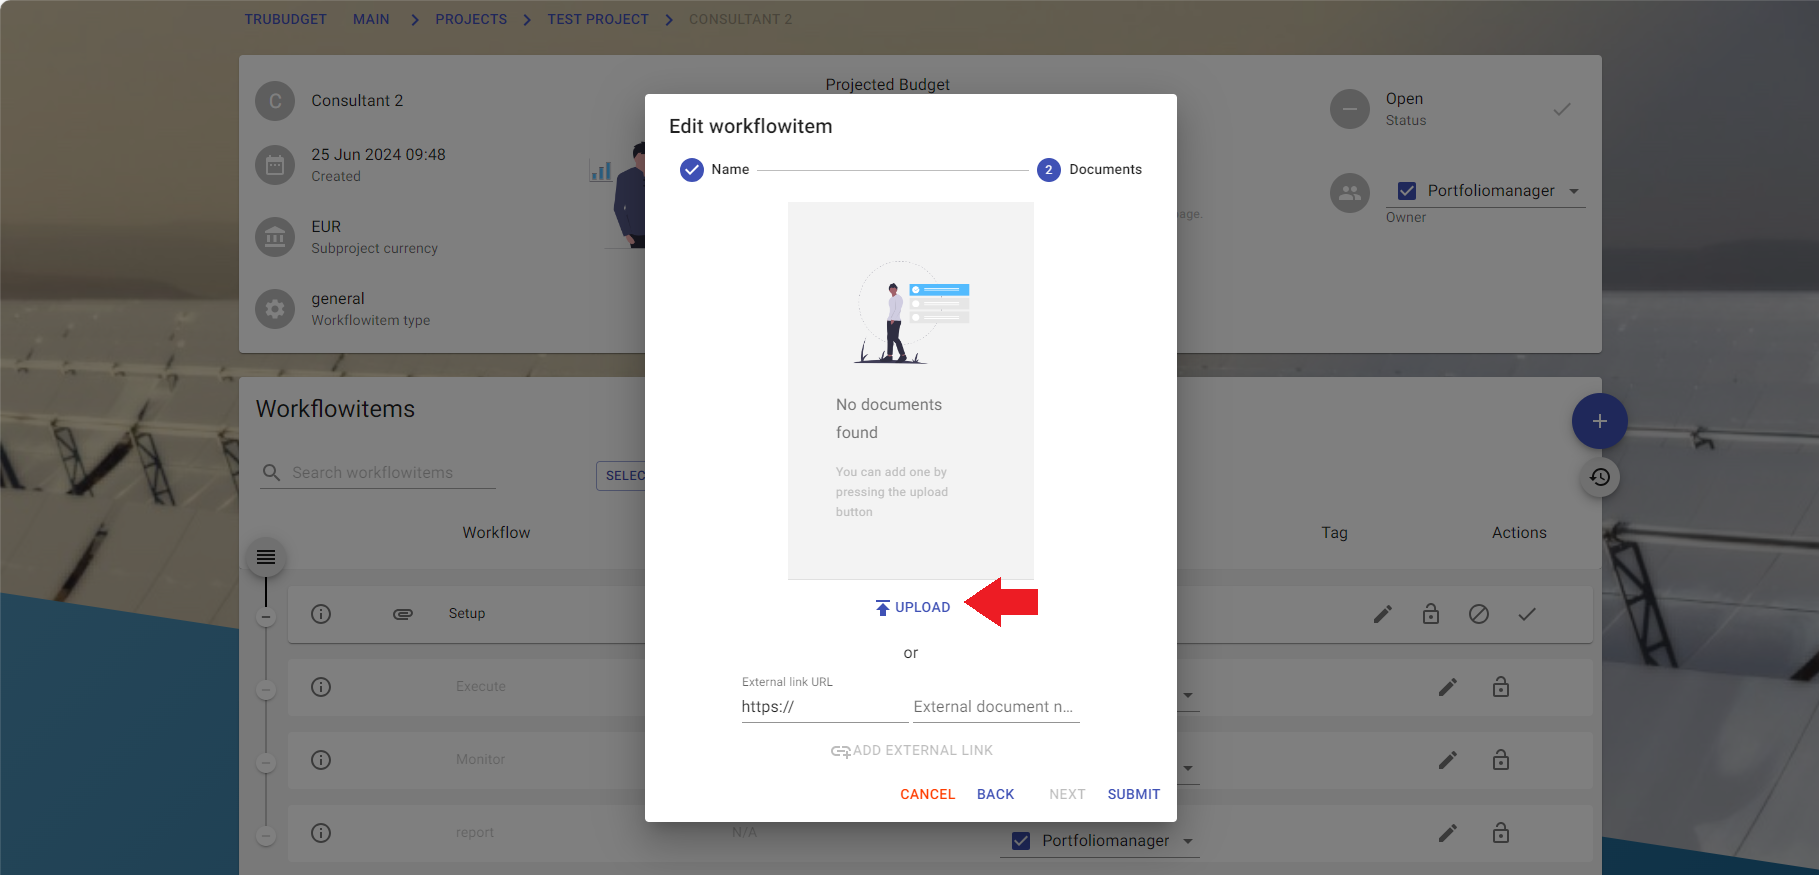 TRUBUDGET MAIN PROJECTS TEST PROJECT CONSULTANT 2
Consultant 2
25 Jun 2024 09:48
Created
EUR
Subproject currency
general
Workflowitem type
Projected Budget
Open
Status
Portfoliomanager
Owner
Edit workflowitem
Name
2 Documents
No documents
found
You can add one by
pressing the upload
button
UPLOAD
or
External link URL
https:// External document n...
ADD EXTERNAL LINK
CANCEL BACK NEXT SUBMIT
C
age.
Workflowitems
Search workflowitems
SELEC
Workflow Tag Actions
Setup
Execute
Monitor
report N/A Portfoliomanager